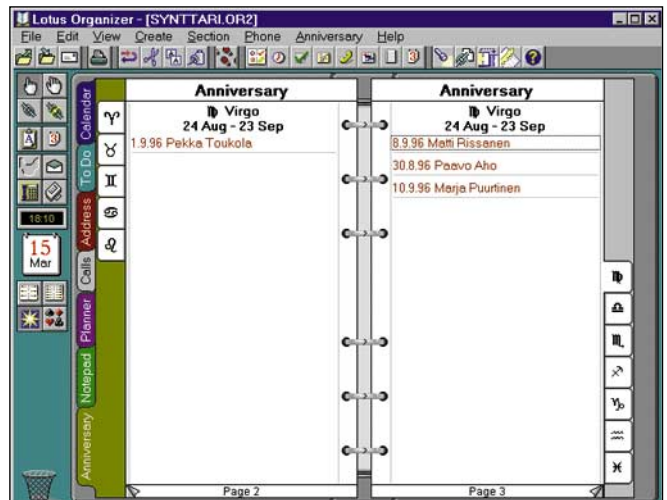 Lotus Organizer - [SYNTTARI.OR2]
File Edit View Create Section Phone Anniversary Help
18:10
15
Mar
Calendar
To Do
Address
Calls
Planner
Notepad
Anniversary
Anniversary
♍ Virgo
24 Aug - 23 Sep
1.9.96 Pekka Toukola
Page 2
Anniversary
♍ Virgo
24 Aug - 23 Sep
8.9.96 Matti Rissanen
30.8.96 Paavo Aho
10.9.96 Marja Puurtinen
Page 3